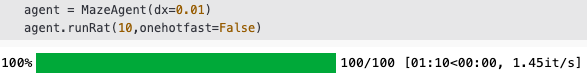 agent = MazeAgent(dx=0.01)
agent.runRat(10,onehotfast=False)
100% 100/100 [01:10<00:00, 1.45it/s]